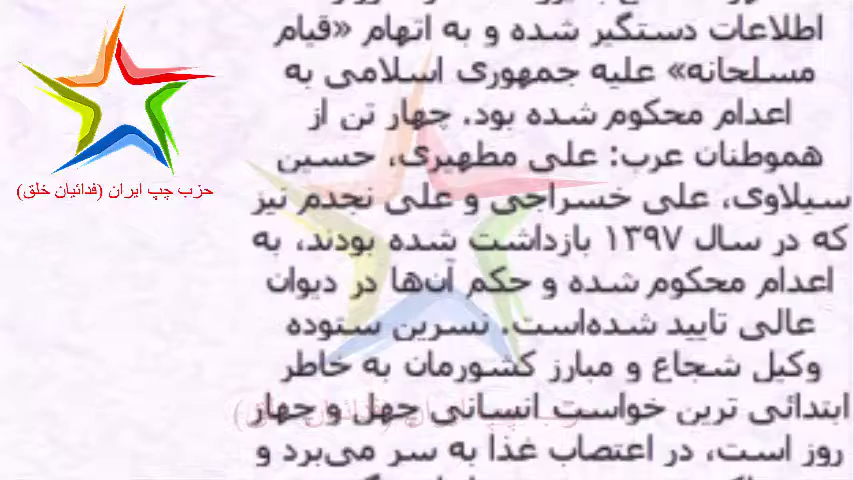 اطلاعات دستگیر شده و به اتهام «قیام
مسلحانه» علیه جمهوری اسلامی به
اعدام محکوم شده بود. چهار تن از
هموطنان عرب: علی مطهیری، حسین
سیلاوی، علی خسراجی و علی نجدم نیز
که در سال ۱۳۹۷ بازداشت شده بودند، به
اعدام محکوم شده و حکم آن‌ها در دیوان
عالی تایید شده‌است. نسرین ستوده
وکیل شجاع و مبارز کشورمان به خاطر
ابتدائی ترین خواست انسانی چهل و چهار
روز است، در اعتصاب غذا به سر می‌برد و
حزب چپ ایران (فدائیان خلق)